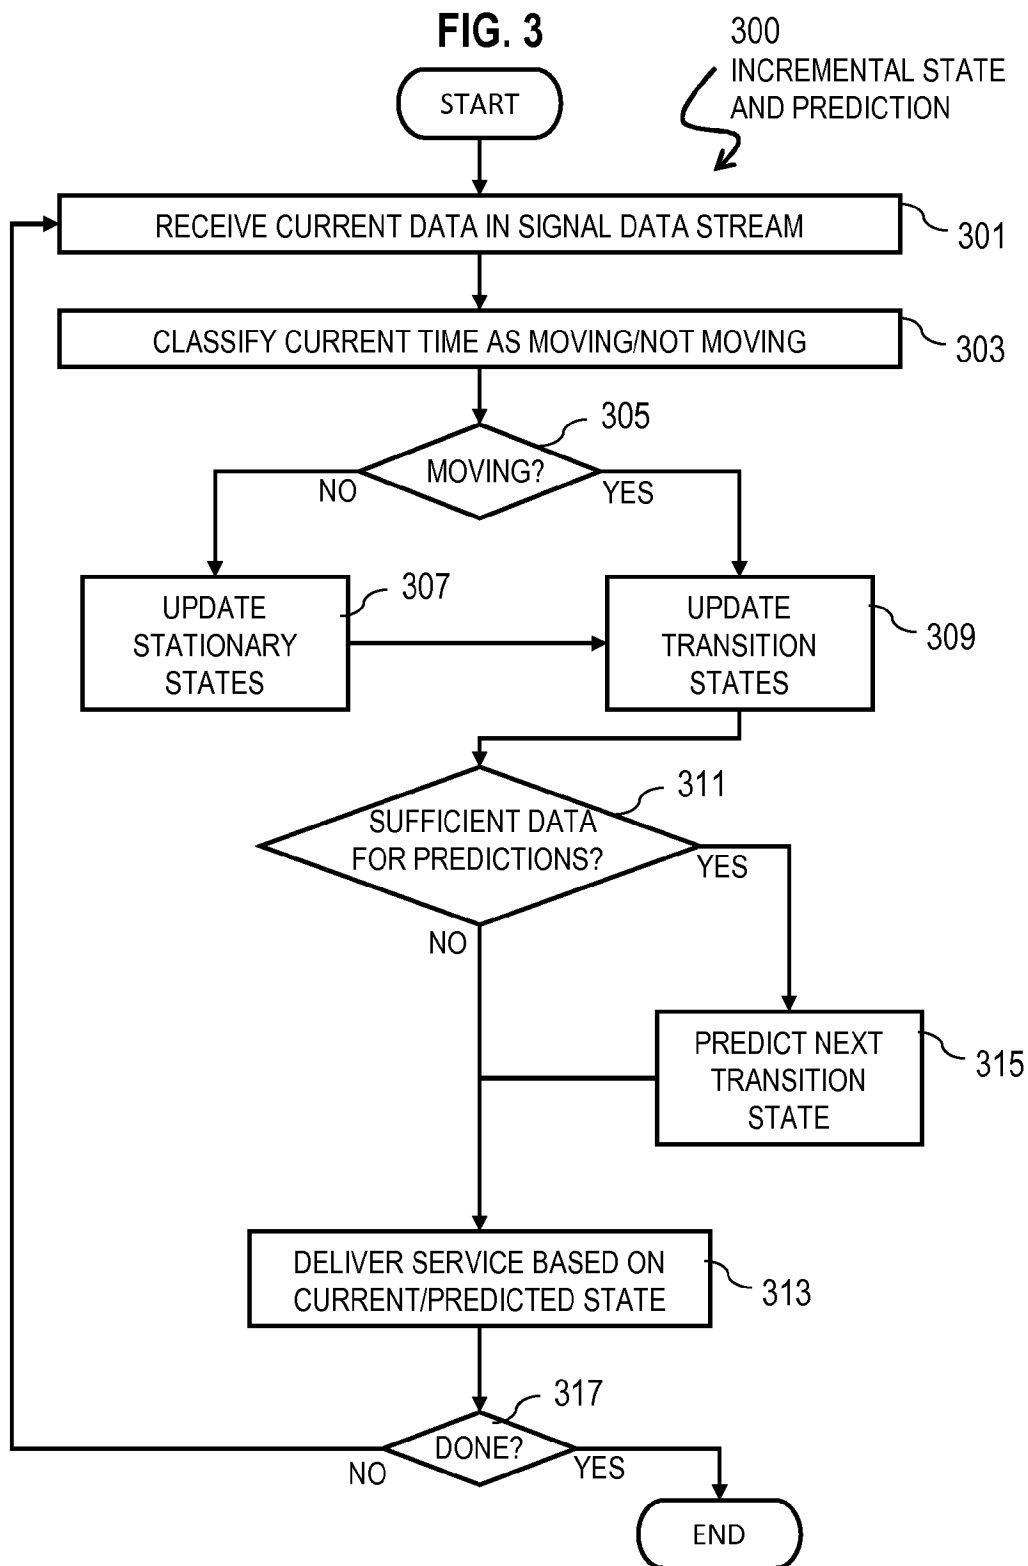 FIG. 3
300
INCREMENTAL STATE
AND PREDICTION
START
RECEIVE CURRENT DATA IN SIGNAL DATA STREAM
301
CLASSIFY CURRENT TIME AS MOVING/NOT MOVING
303
305
MOVING?
NO
YES
307
UPDATE
STATIONARY
STATES
UPDATE
TRANSITION
STATES
309
311
SUFFICIENT DATA
FOR PREDICTIONS?
YES
NO
PREDICT NEXT
TRANSITION
STATE
315
DELIVER SERVICE BASED ON
CURRENT/PREDICTED STATE
313
317
DONE?
NO
YES
END